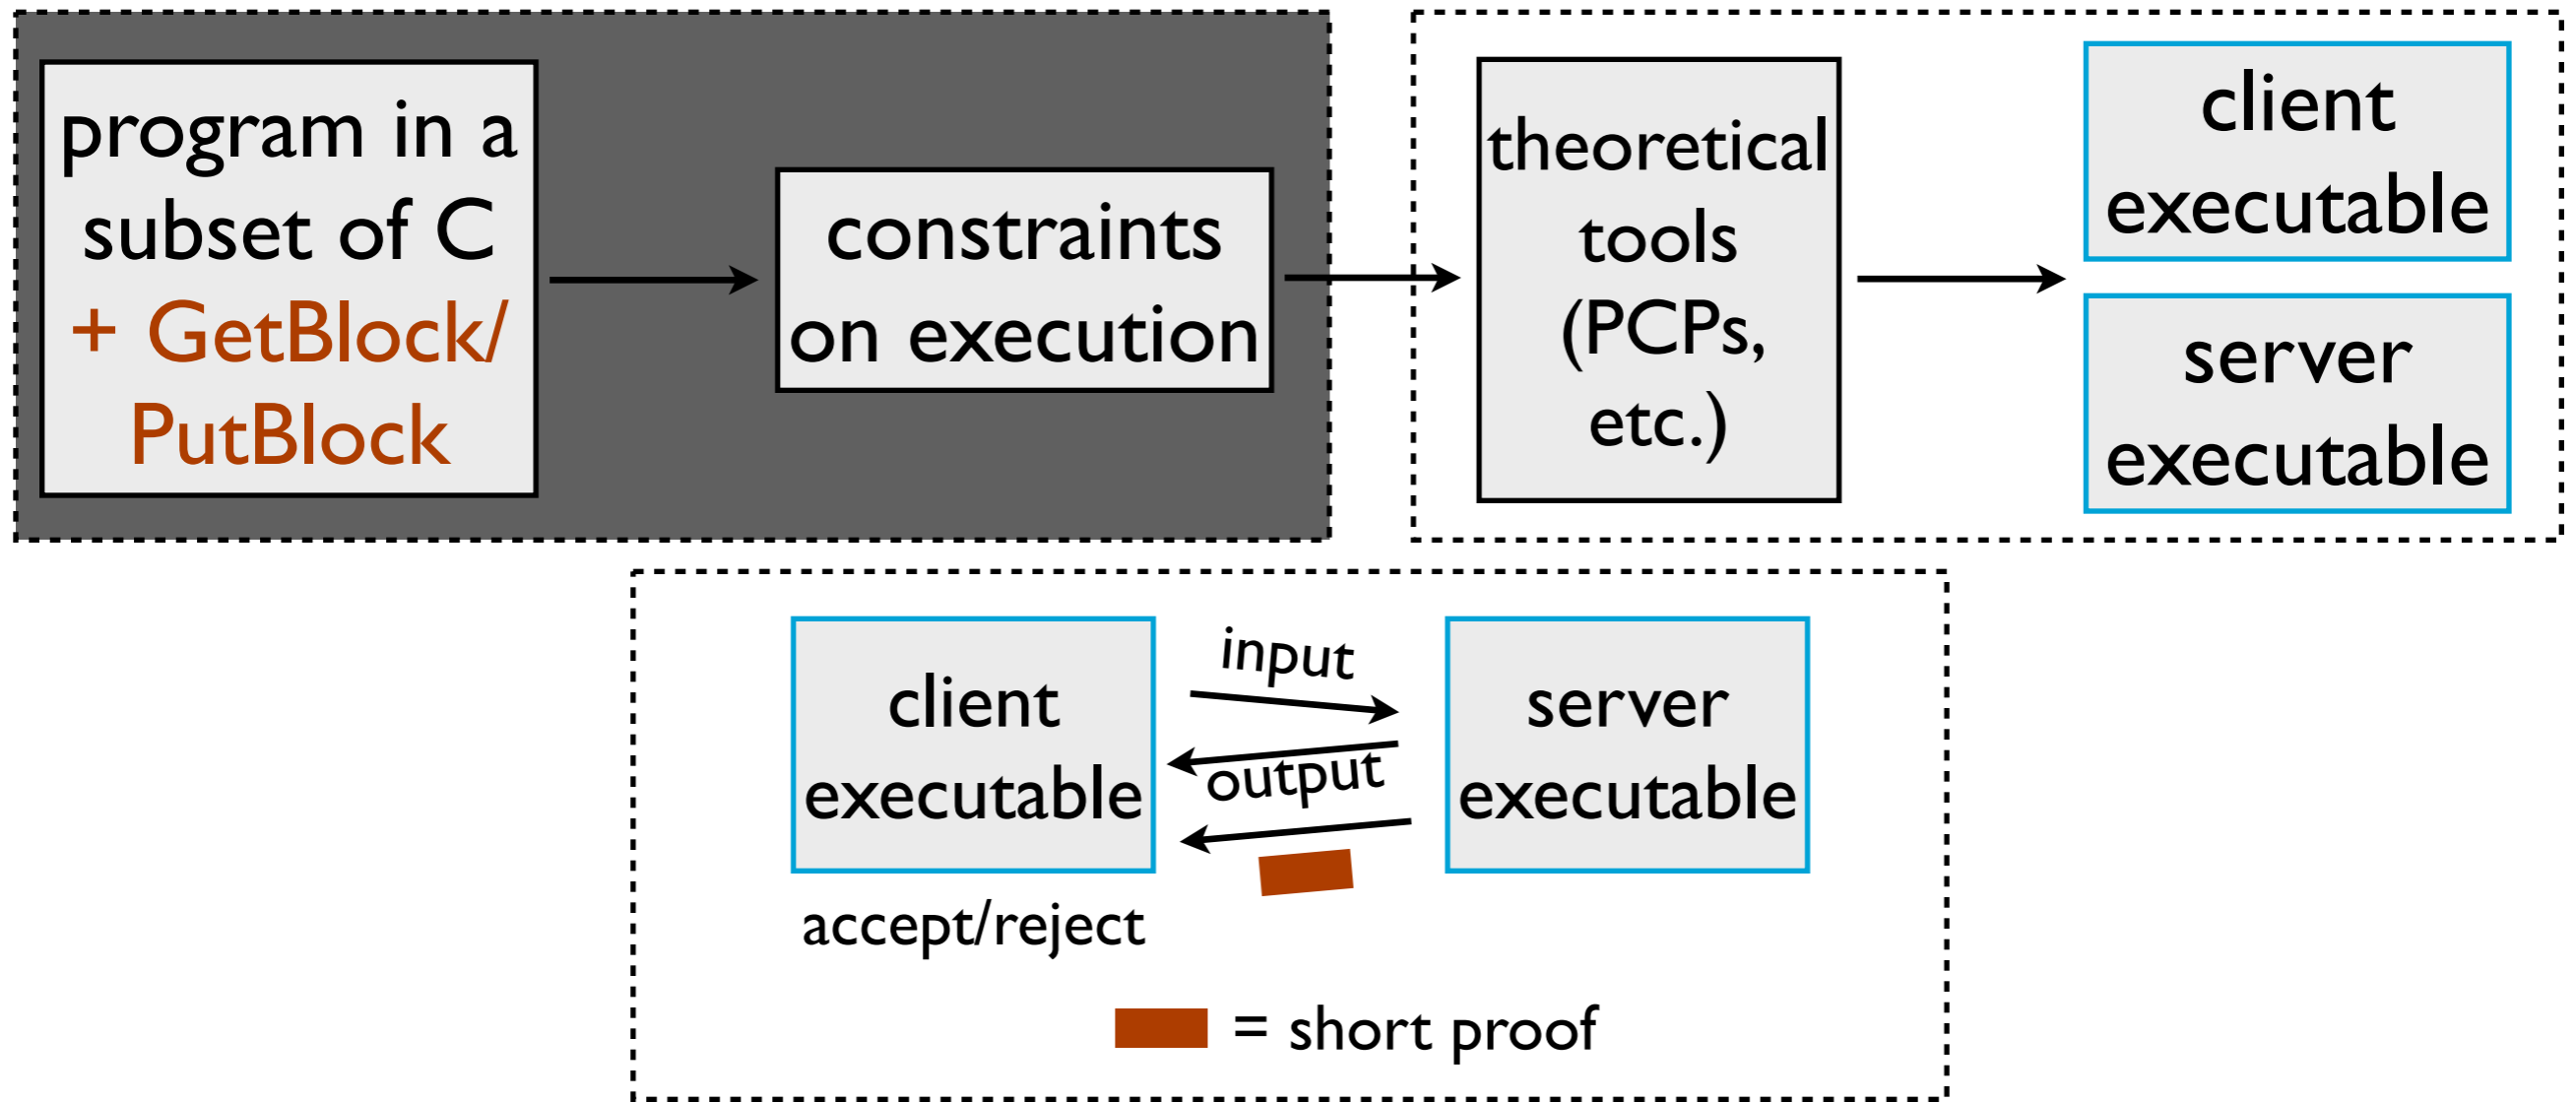 program in a
subset of C
+ GetBlock/
PutBlock
constraints
on execution
theoretical
tools
(PCPs,
etc.)
client
executable
server
executable
client
executable
input
output
server
executable
accept/reject
= short proof